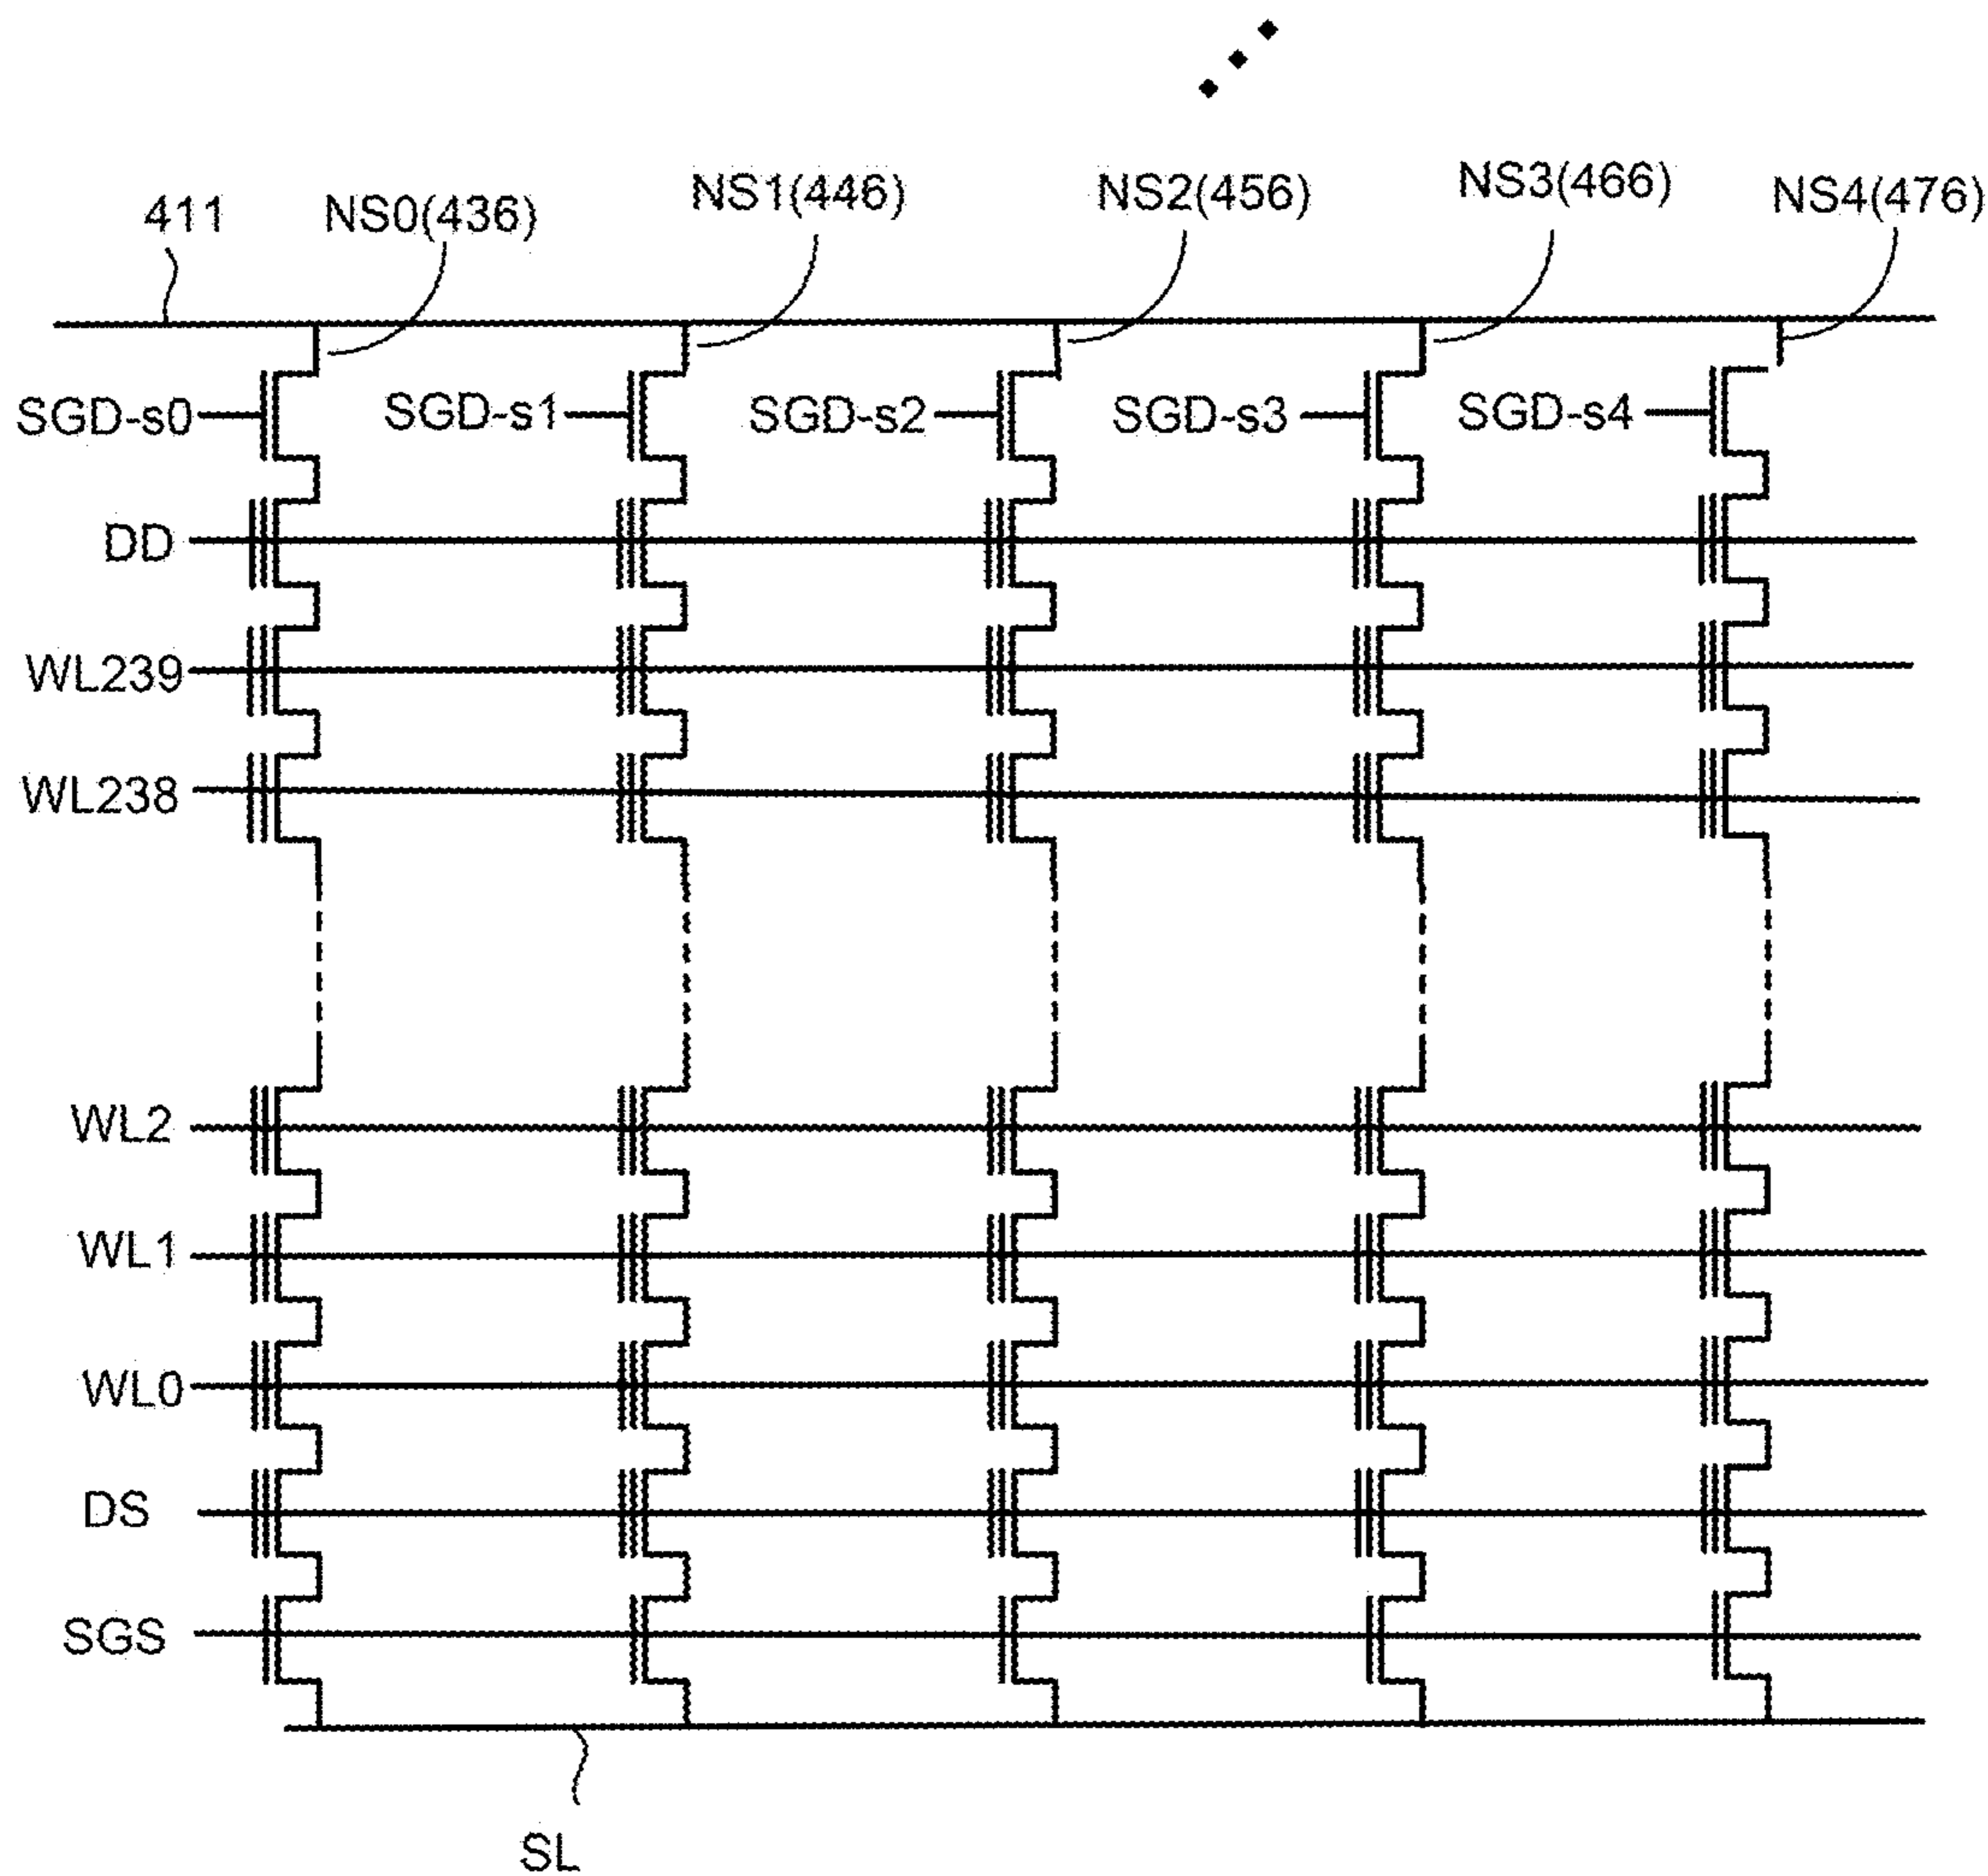 411
NS0(436)
NS1(446)
NS2(456)
NS3(466)
NS4(476)
SGD-s0
SGD-s1
SGD-s2
SGD-s3
SGD-s4
DD
WL239
WL238
WL2
WL1
WL0
DS
SGS
SL